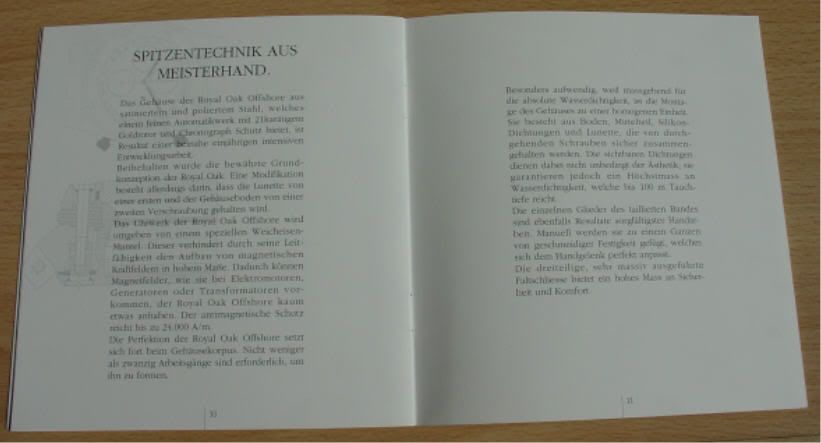 SPITZENTECHNIK AUS
MEISTERHAND.
Das Gehäuse der Royal Oak Offshore aus
satiniertem und poliertem Stahl, welches
einem feinen Automatikwerk mit 21karätigem
Goldrotor und Chronograph Schutz bietet, ist
Resultat einer beinahe einjährigen intensiven
Entwicklungsarbeit.
Beibehalten wurde die bewährte Grund-
konzeption der Royal Oak. Eine Modifikation
besteht allerdings darin, dass die Lunette von
einer ersten und der Gehäuseboden von einer
zweiten Verschraubung gehalten wird.
Das Uhrwerk der Royal Oak Offshore wird
umgeben von einem speziellen Weicheisen-
Mantel. Dieser verhindert durch seine Leit-
fähigkeit den Aufbau von magnetischen
Kraftfeldern in hohem Maße. Dadurch können
Magnetfelder, wie sie bei Elektromotoren,
Generatoren oder Transformatoren vor-
kommen, der Royal Oak Offshore kaum
etwas anhaben. Der antimagnetische Schutz
reicht bis zu 24.000 A/m.
Die Perfektion der Royal Oak Offshore setzt
sich fort beim Gehäusekorpus. Nicht weniger
als zwanzig Arbeitsgänge sind erforderlich, um
ihn zu formen.
10
Besonders aufwendig, weil massgebend für
die absolute Wasserdichtigkeit, ist die Monta-
ge des Gehäuses zu einer homogenen Einheit.
Sie besteht aus Boden, Mittelteil, Silikon-
Dichtungen und Lunette, die von durch-
gehenden Schrauben sicher zusammen-
gehalten werden. Die sichtbaren Dichtungen
dienen dabei nicht unbedingt der Ästhetik; sie
garantieren jedoch ein Höchstmass an
Wasserdichtigkeit, welche bis 100 m Tauch-
tiefe reicht.
Die einzelnen Glieder des taillierten Bandes
sind ebenfalls Resultate sorgfältigster Handar-
beit. Manuell werden sie zu einem Ganzen
von geschmeidiger Festigkeit gefügt, welches
sich dem Handgelenk perfekt anpasst.
Die dreiteilige, sehr massiv ausgeführte
Faltschliesse bietet ein hohes Mass an Sicher-
heit und Komfort.
11